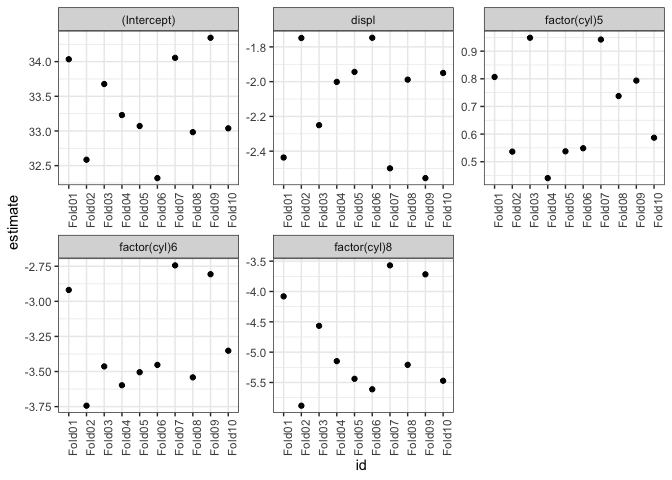 (Intercept)
displ
factor(cyl)5
34.0
33.5
33.0
32.5
-1.8
-2.0
-2.2
-2.4
0.9
0.8
0.7
0.6
0.5
Fold01 Fold02 Fold03 Fold04 Fold05 Fold06 Fold07 Fold08 Fold09 Fold10
Fold01 Fold02 Fold03 Fold04 Fold05 Fold06 Fold07 Fold08 Fold09 Fold10
Fold01 Fold02 Fold03 Fold04 Fold05 Fold06 Fold07 Fold08 Fold09 Fold10
estimate
factor(cyl)6
factor(cyl)8
-2.75
-3.00
-3.25
-3.50
-3.75
-3.5
-4.0
-4.5
-5.0
-5.5
Fold01 Fold02 Fold03 Fold04 Fold05 Fold06 Fold07 Fold08 Fold09 Fold10
Fold01 Fold02 Fold03 Fold04 Fold05 Fold06 Fold07 Fold08 Fold09 Fold10
id